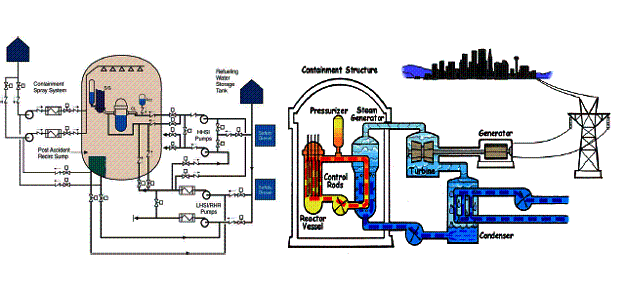 Containment
Spray System
Post Accident
Recirc Sump
SG
Refueling
Water
Storage
Tank
HHSI
Pumps
LHSI/RHR
Pumps
Containment Structure
Pressurizer
Steam
Generator
Control
Rods
Reactor
Vessel
Turbine
Generator
Condenser